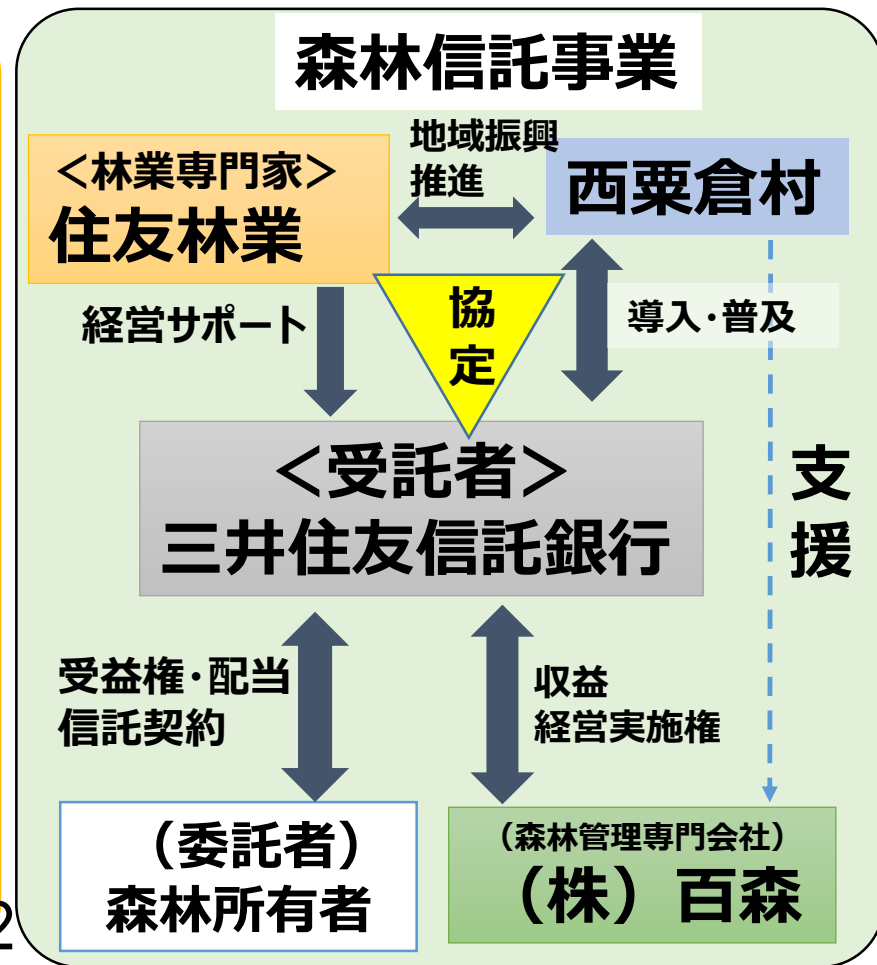 森林信託事業
地域振興
推進
＜林業専門家＞
住友林業
西粟倉村
経営サポート
協
定
導入・普及
＜受託者＞
三井住友信託銀行
支
援
受益権・配当
信託契約
収益
経営実施権
（委託者）
森林所有者
（森林管理専門会社）
（株）百森
2